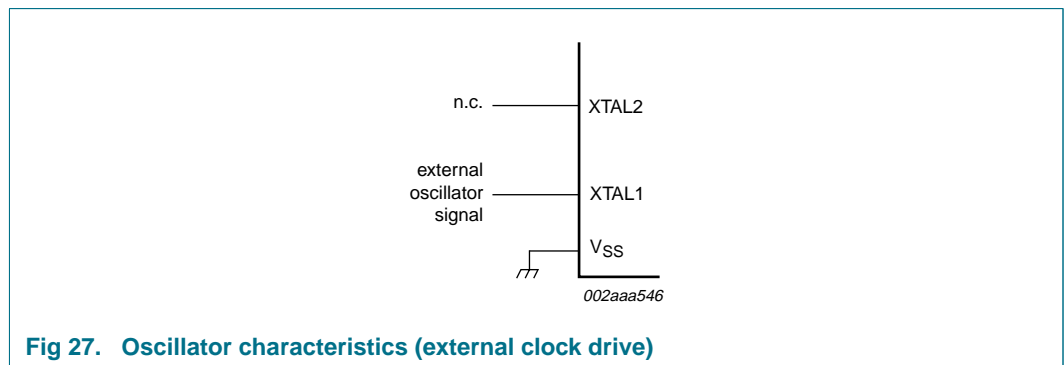 n.c.
XTAL2
external
oscillator
signal
XTAL1
VSS
002aaa546
Fig 27. Oscillator characteristics (external clock drive)